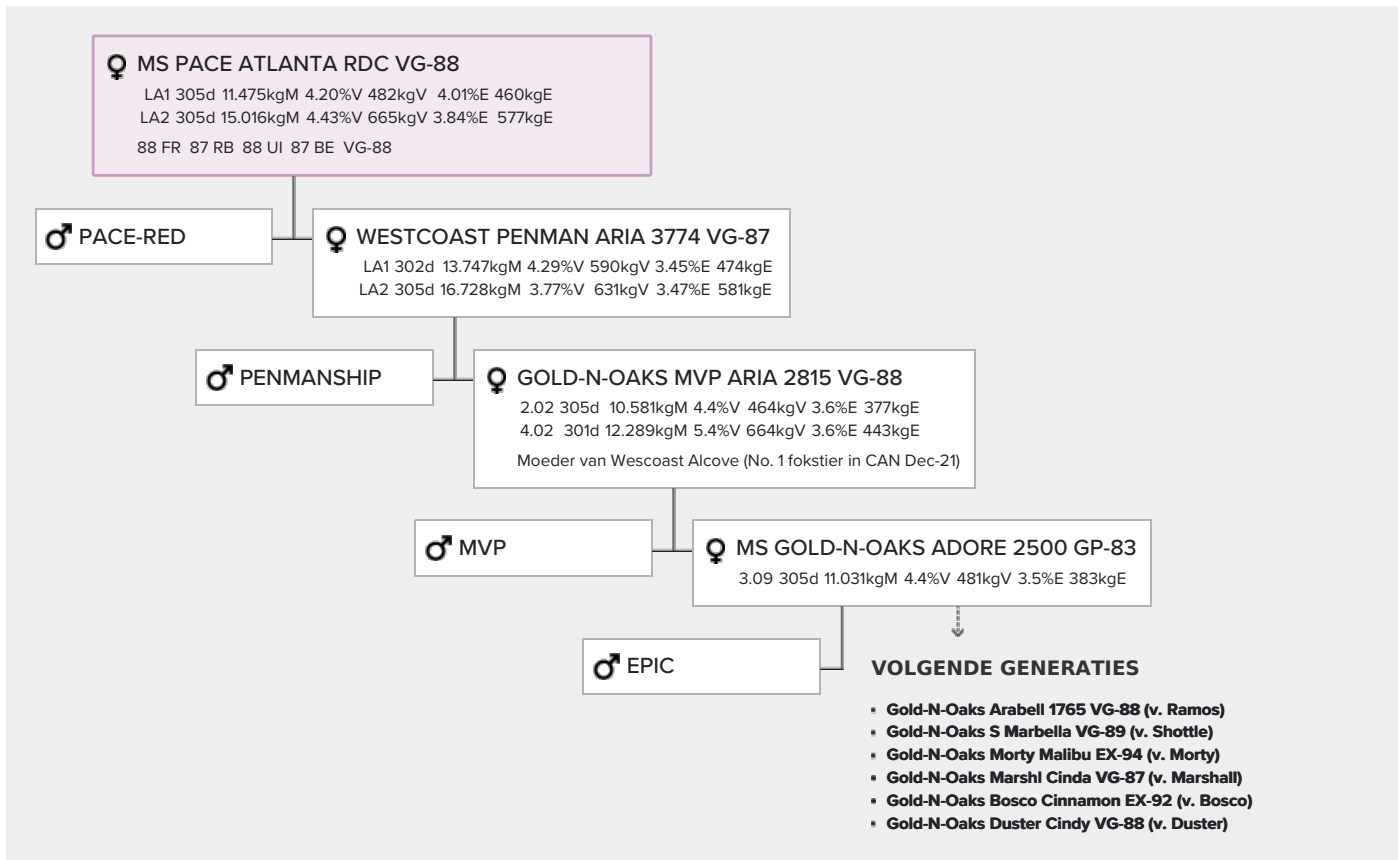 MS PACE ATLANTA RDC VG-88
LA1 305d 11.475kgM 4.20%V 482kgV 4.01%E 460kgE
LA2 305d 15.016kgM 4.43%V 665kgV 3.84%E 577kgE
88 FR 87 RB 88 UI 87 BE VG-88
PACE-RED
WESTCOAST PENMAN ARIA 3774 VG-87
LA1 302d 13.747kgM 4.29%V 590kgV 3.45%E 474kgE
LA2 305d 16.728kgM 3.77%V 631kgV 3.47%E 581kgE
PENMANSHIP
GOLD-N-OAKS MVP ARIA 2815 VG-88
2.02 305d 10.581kgM 4.4%V 464kgV 3.6%E 377kgE
4.02 301d 12.289kgM 5.4%V 664kgV 3.6%E 443kgE
Moeder van Wescoast Alcove (No. 1 fokstier in CAN Dec-21)
MVP
MS GOLD-N-OAKS ADORE 2500 GP-83
3.09 305d 11.031kgM 4.4%V 481kgV 3.5%E 383kgE
EPIC
VOLGENDE GENERATIES
Gold-N-Oaks Arabell 1765 VG-88 (v. Ramos)
Gold-N-Oaks S Marbella VG-89 (v. Shottle)
Gold-N-Oaks Morty Malibu EX-94 (v. Morty)
Gold-N-Oaks Marshl Cinda VG-87 (v. Marshall)
Gold-N-Oaks Bosco Cinnamon EX-92 (v. Bosco)
Gold-N-Oaks Duster Cindy VG-88 (v. Duster)